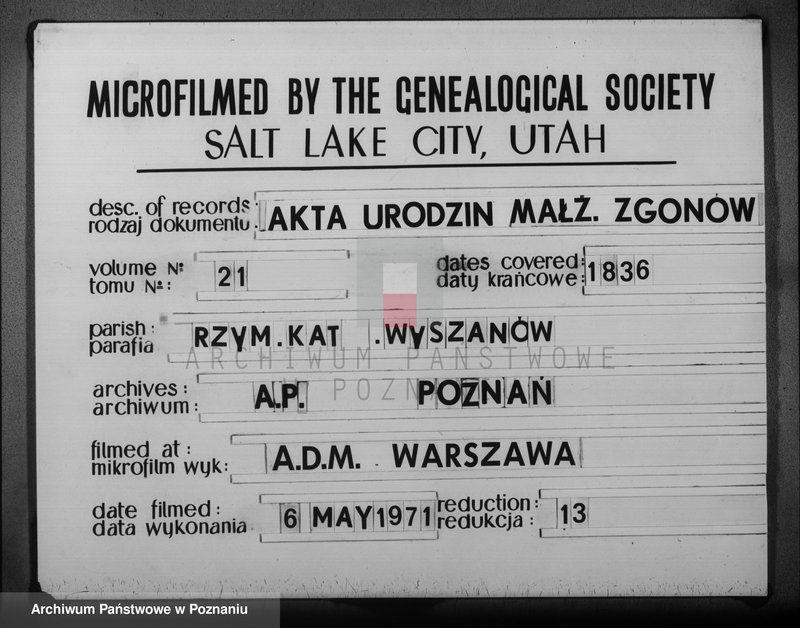 MICROFILMED BY THE GENEALOGICAL SOCIETY
SALT LAKE CITY, UTAH
desc. of records: AKTA URODZIN MAŁŻ. ZGONÓW
rodzaj dokumentu:
volume Nº 21 dates covered: 1836
tomu Nº: daty krańcowe:
parish: RZYM.KAT .WYSZANÓW
parafia
ARCHIWUM PAŃSTWOWE
W POZNANIU
archives: A.P. POZNAŃ
archiwum:
filmed at: A.D.M. WARSZAWA
mikrofilm wyk:
date filmed: 6 MAY 1971 reduction: 13
data wykonania redukcja:
Archiwum Państwowe w Poznaniu